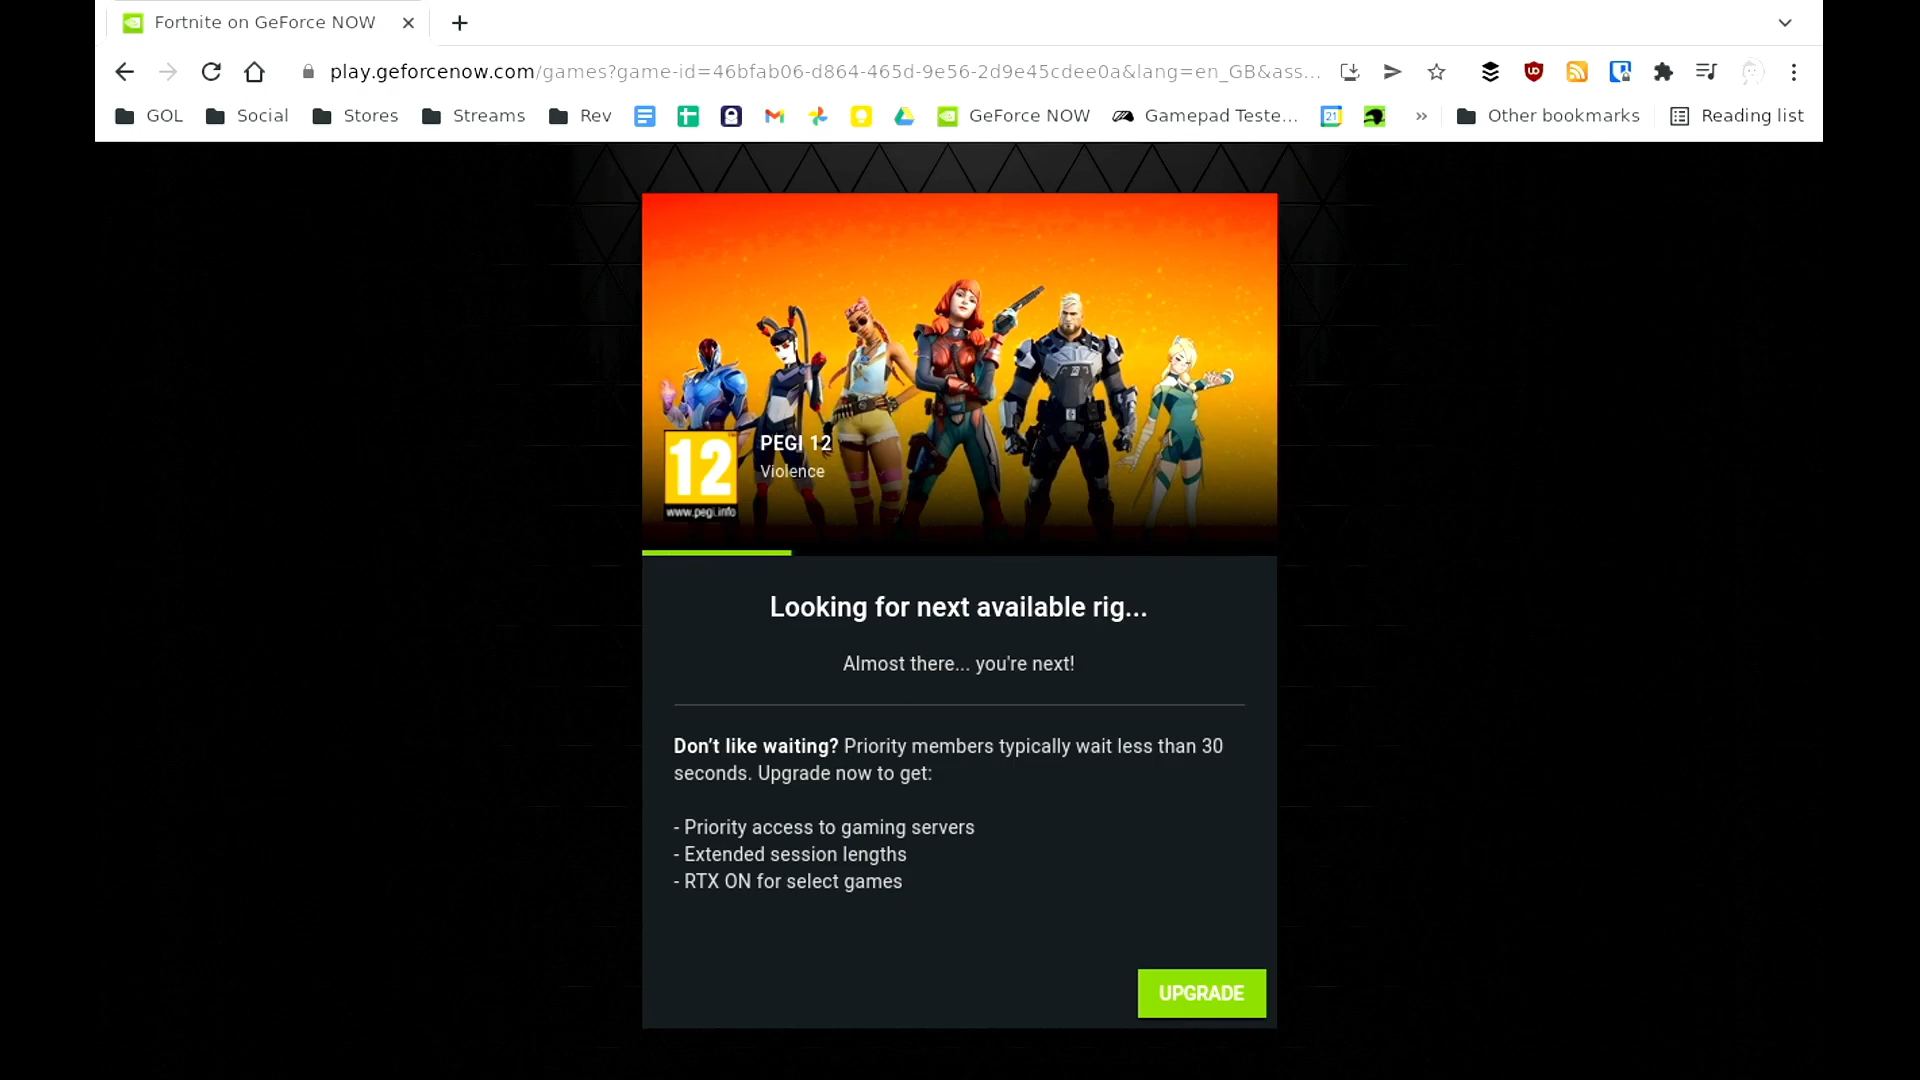 Fortnite on GeForce NOW
play.geforcenow.com/games?game-id=46bfab06-d864-465d-9e56-2d9e45cdee0a&lang=en_GB&ass...
GOL Social Stores Streams Rev GeForce NOW Gamepad Teste... 21 » Other bookmarks Reading list
12
www.pegi.info
PEGI 12
Violence
Looking for next available rig...
Almost there... you're next!
Don’t like waiting? Priority members typically wait less than 30
seconds. Upgrade now to get:
- Priority access to gaming servers
- Extended session lengths
- RTX ON for select games
UPGRADE